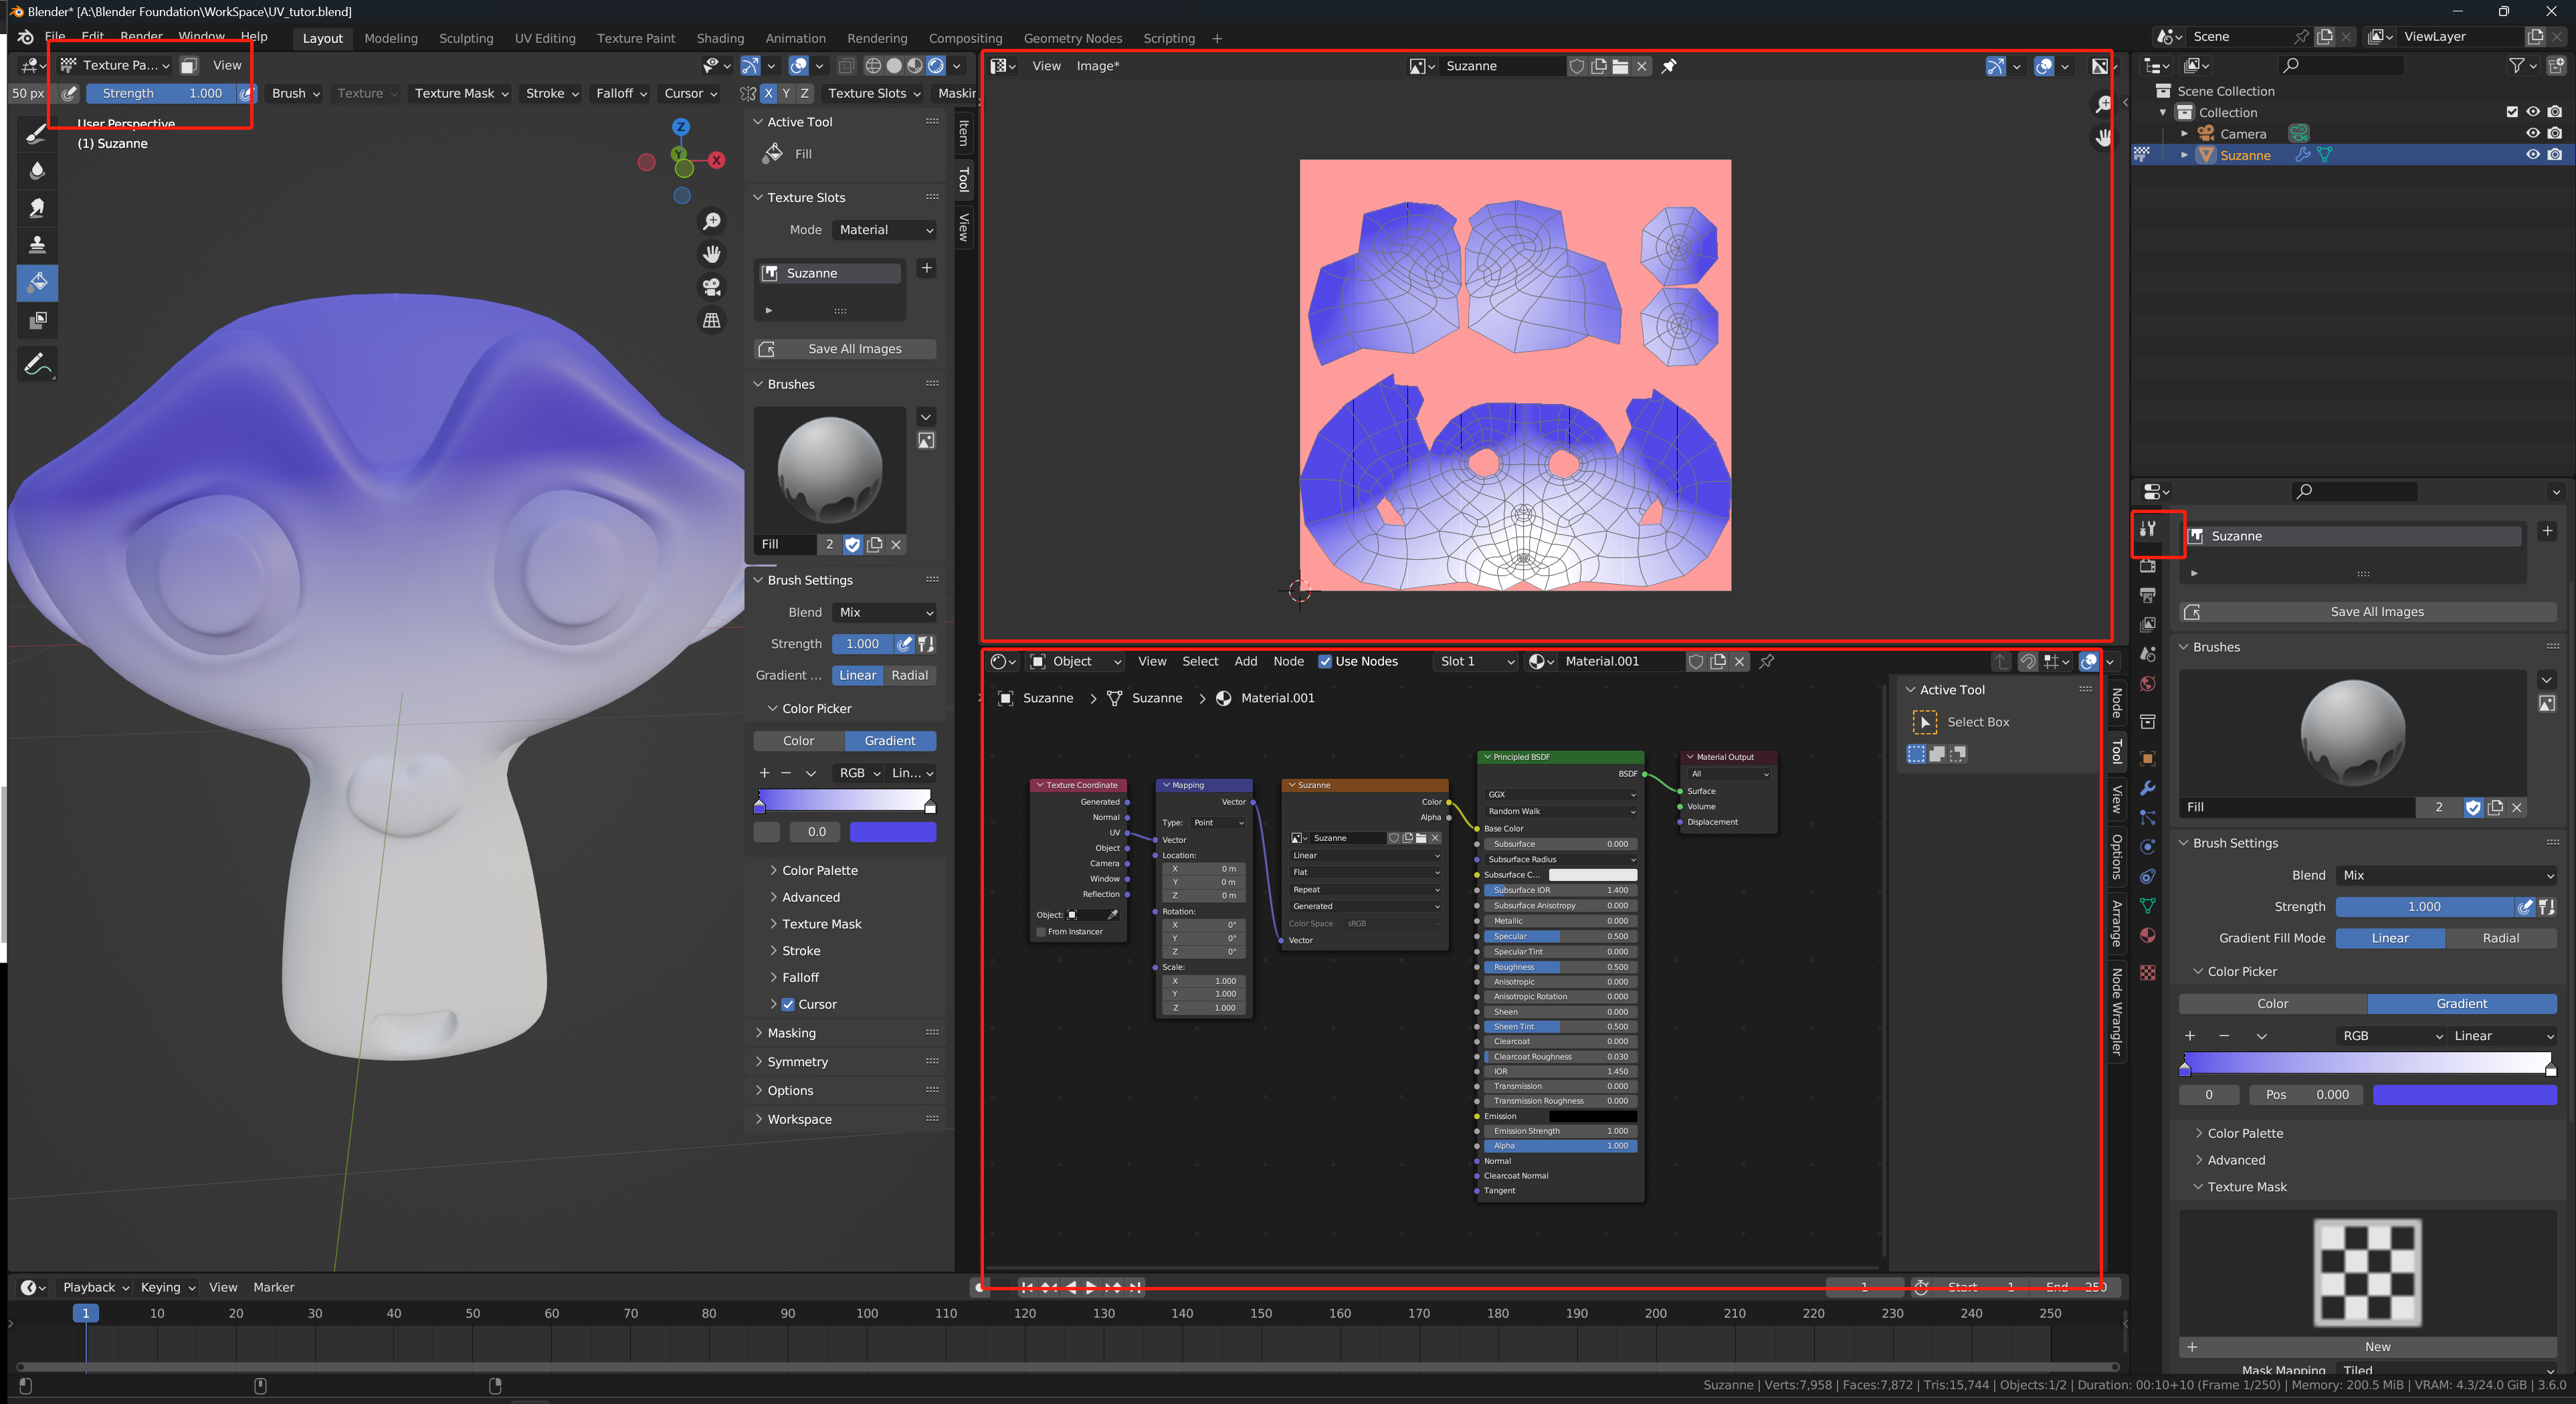 Blender* [A:\Blender Foundation\WorkSpace\UV_tutor.blend]
File Edit Render Window Help Layout Modeling Sculpting UV Editing Texture Paint Shading Animation Rendering Compositing Geometry Nodes Scripting + Scene ViewLayer
Texture Pa... View
50 px Strength 1.000 Brush Texture Texture Mask Stroke Falloff Cursor X Y Z Texture Slots Maskin
User Perspective
(1) Suzanne
Z
Y
X
Active Tool
Fill
Texture Slots
Mode Material
Suzanne
Save All Images
Brushes
Fill 2
Brush Settings
Blend Mix
Strength 1.000
Gradient ... Linear Radial
Color Picker
Color Gradient
RGB Lin...
0.0
Color Palette
Advanced
Texture Mask
Stroke
Falloff
Cursor
Masking
Symmetry
Options
Workspace
Item
Tool
View
View Image* Suzanne
Object View Select Add Node Use Nodes Slot 1 Material.001
Suzanne > Suzanne > Material.001
Texture Coordinate
Generated
Normal
UV
Object
Camera
Window
Reflection
Object:
From Instancer
Mapping
Vector
Type: Point
Vector
Location:
X 0 m
Y 0 m
Z 0 m
Rotation:
X 0°
Y 0°
Z 0°
Scale:
X 1.000
Y 1.000
Z 1.000
Suzanne
Color
Alpha
Suzanne
Linear
Flat
Repeat
Generated
Color Space sRGB
Vector
Principled BSDF
BSDF
GGX
Random Walk
Base Color
Subsurface 0.000
Subsurface Radius
Subsurface C...
Subsurface IOR 1.400
Subsurface Anisotropy 0.000
Metallic 0.000
Specular 0.500
Specular Tint 0.000
Roughness 0.500
Anisotropic 0.000
Anisotropic Rotation 0.000
Sheen 0.000
Sheen Tint 0.500
Clearcoat 0.000
Clearcoat Roughness 0.030
IOR 1.450
Transmission 0.000
Transmission Roughness 0.000
Emission
Emission Strength 1.000
Alpha 1.000
Normal
Clearcoat Normal
Tangent
Material Output
All
Surface
Volume
Displacement
Active Tool
Select Box
Node
Tool
View
Options
Arrange
Node Wrangler
Scene Collection
Collection
Camera
Suzanne
Suzanne
Save All Images
Brushes
Fill 2
Brush Settings
Blend Mix
Strength 1.000
Gradient Fill Mode Linear Radial
Color Picker
Color Gradient
RGB Linear
0 Pos 0.000
Color Palette
Advanced
Texture Mask
New
Mask Mapping Tiled
Playback Keying View Marker 1 Start 1 End 250
1 10 20 30 40 50 60 70 80 90 100 110 120 130 140 150 160 170 180 190 200 210 220 230 240 250
Suzanne | Verts:7,958 | Faces:7,872 | Tris:15,744 | Objects:1/2 | Duration: 00:10+10 (Frame 1/250) | Memory: 200.5 MiB | VRAM: 4.3/24.0 GiB | 3.6.0